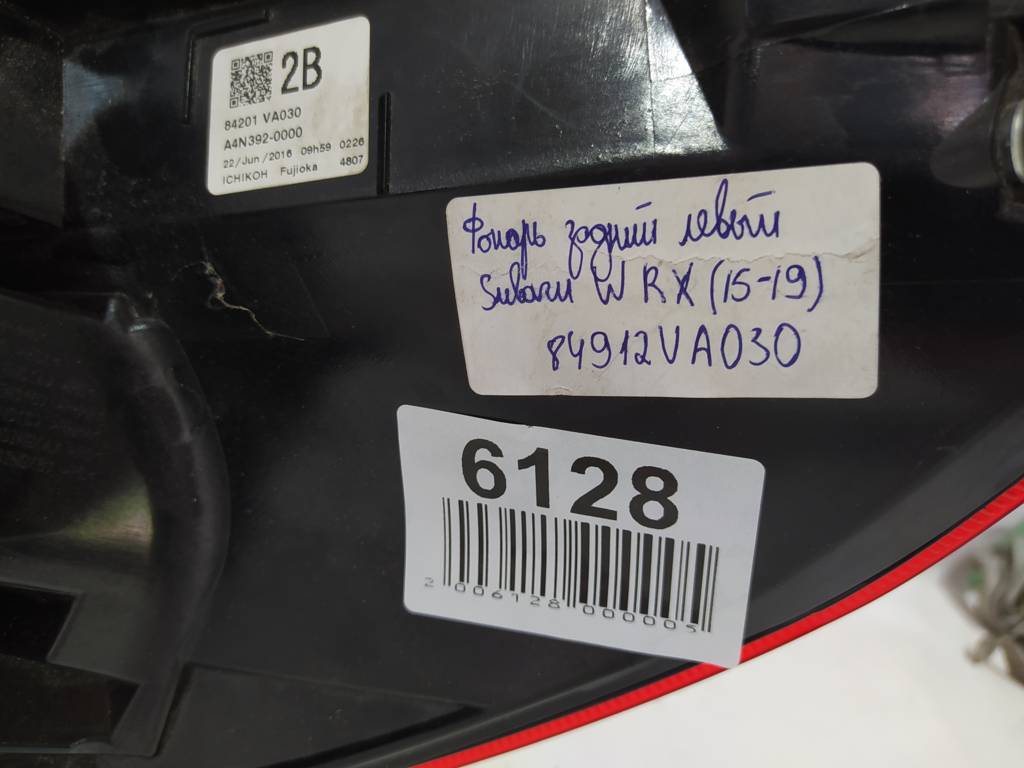 2B
84201 VA030
A4N392-0000
22/Jun/2016 09h59 0226
ICHIKOH Fujioka 4807
Фонарь задний левый
Subaru WRX (15-19)
84912VA030
6128
2 006128 000005